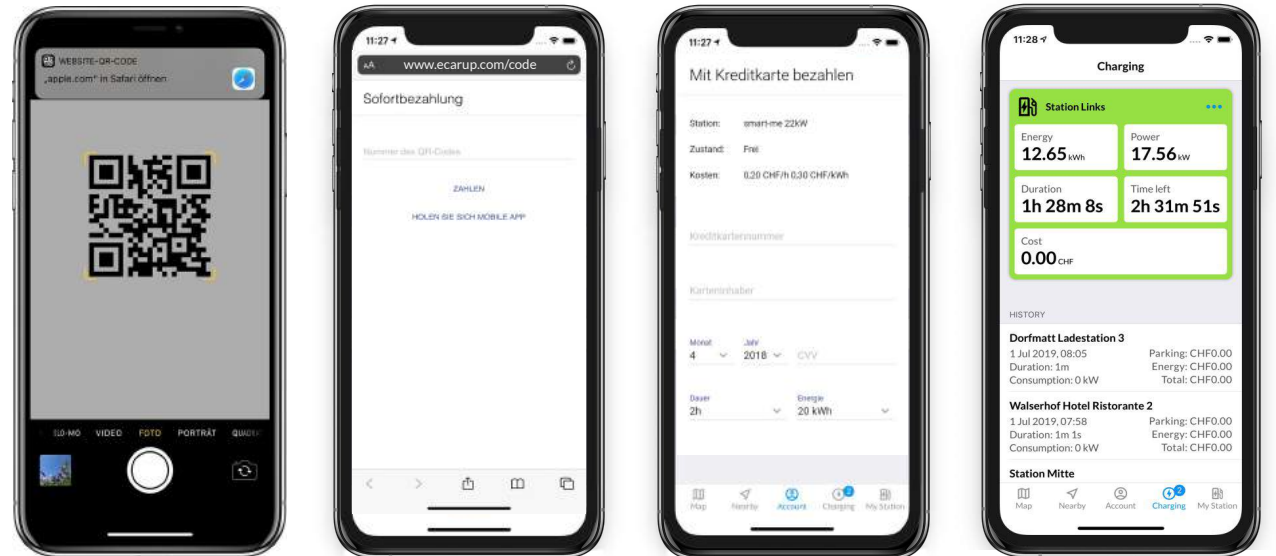 WEBSITE-QR-CODE
„apple.com" in Safari öffnen
VIDEO FOTO PORTRÄT
11:27
AA www.ecarup.com/code
Sofortbezahlung
Nummer des QR-Codes
ZAHLEN
HOLEN SIE SICH MOBILE APP
11:27
Mit Kreditkarte bezahlen
Station: smart-me 22kW
Zustand: Frei
Kosten: 0,20 CHF/h 0,30 CHF/kWh
Kreditkartennummer
Karteninhaber
Monat Jahr
4 2018 CVV
Dauer Energie
2h 20 kWh
Map Nearby Account Charging 2 My Station
11:28
Charging
Station Links
Energy Power
12.65 kWh 17.56 kW
Duration Time left
1h 28m 8s 2h 31m 51s
Cost
0.00 CHF
HISTORY
Dorfmatt Ladestation 3
1 Jul 2019, 08:05 Parking: CHF0.00
Duration: 1m Energy: CHF0.00
Consumption: 0 kW Total: CHF0.00
Walserhof Hotel Ristorante 2
1 Jul 2019, 07:58 Parking: CHF0.00
Duration: 1m 1s Energy: CHF0.00
Consumption: 0 kW Total: CHF0.00
Station Mitte
Map Nearby Account Charging 2 My Station